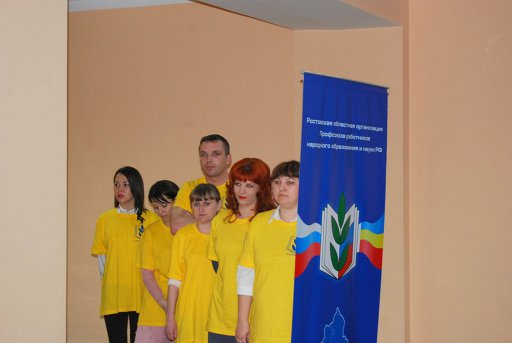 Ростовская областная организация
Профсоюза работников
народного образования и науки РФ